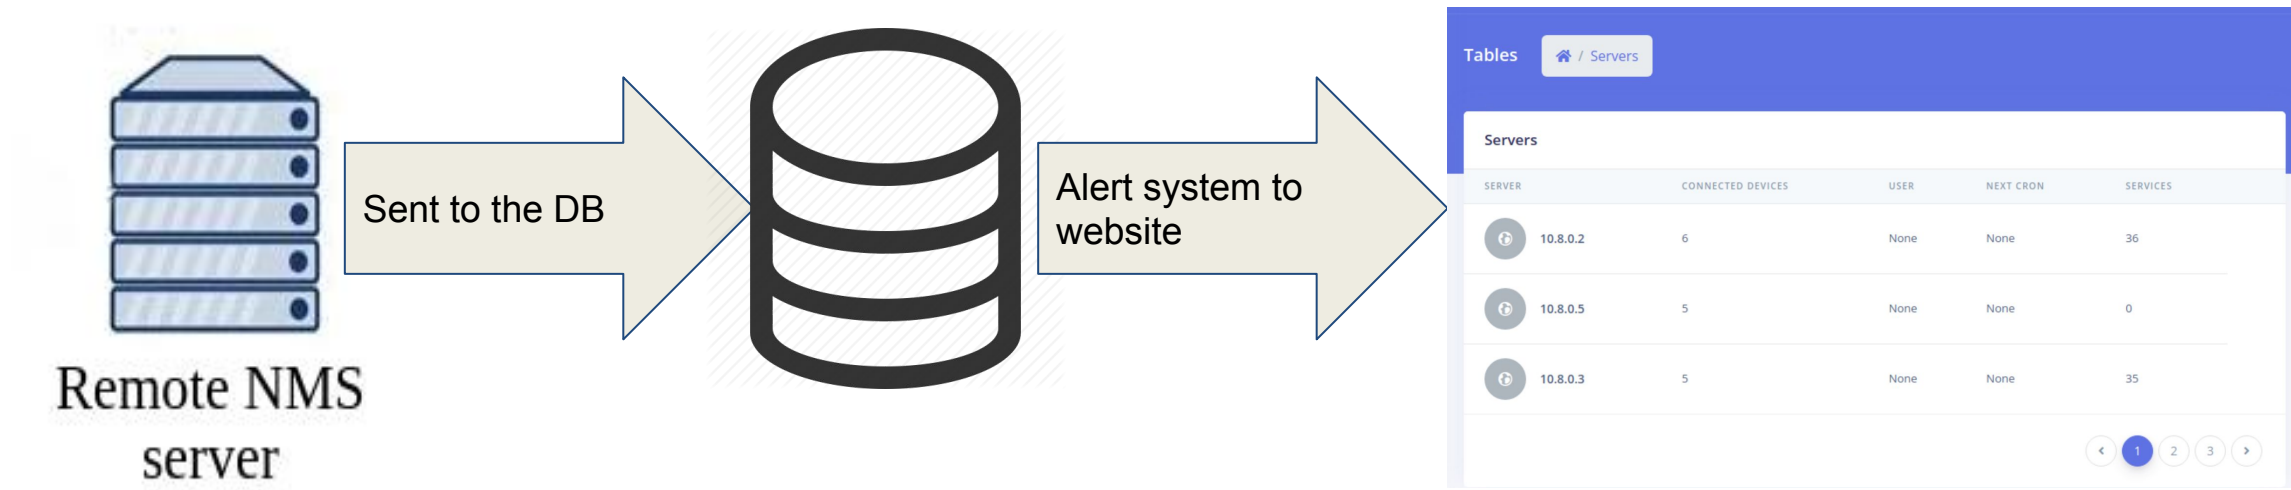 Remote NMS
server
Sent to the DB
Alert system to
website
Tables / Servers
Servers
SERVER CONNECTED DEVICES USER NEXT CRON SERVICES
10.8.0.2 6 None None 36
10.8.0.5 5 None None 0
10.8.0.3 5 None None 35
‹ 1 2 3 ›